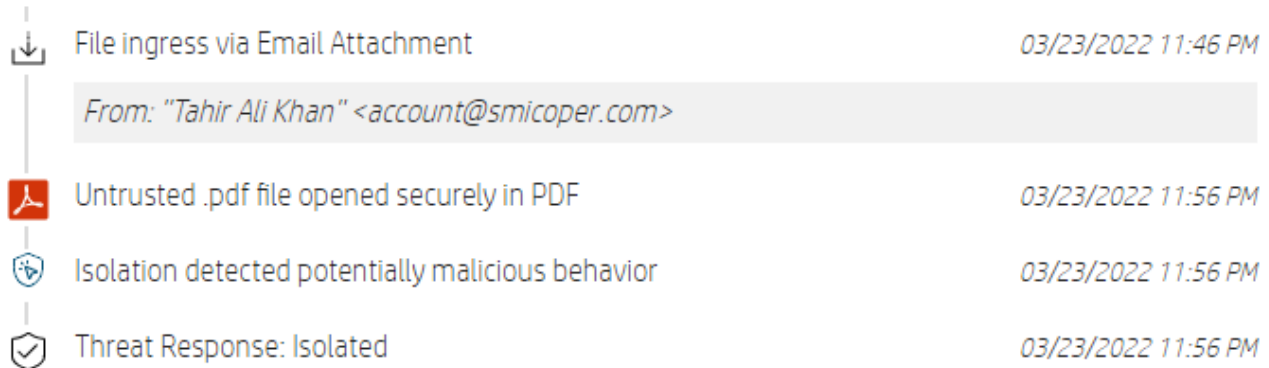 File ingress via Email Attachment 03/23/2022 11:46 PM
From: "Tahir Ali Khan" <account@smicoper.com>
Untrusted .pdf file opened securely in PDF 03/23/2022 11:56 PM
Isolation detected potentially malicious behavior 03/23/2022 11:56 PM
Threat Response: Isolated 03/23/2022 11:56 PM